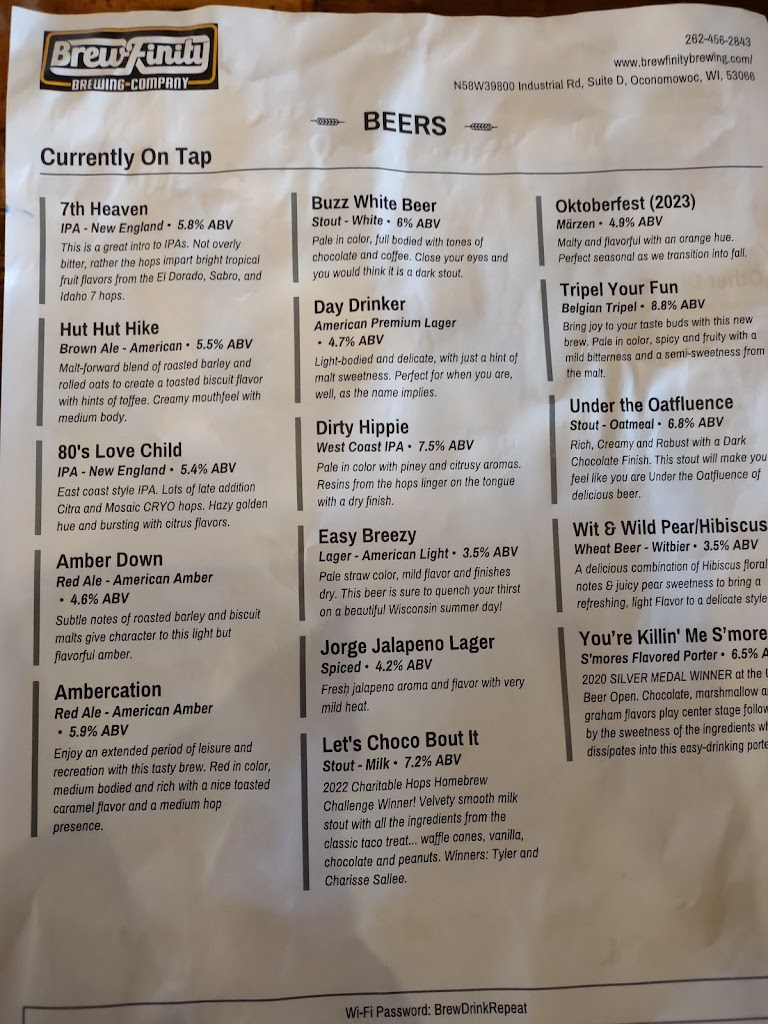 BrewFinity
BREWING COMPANY
262-456-2843
www.brewfinitybrewing.com/
N58W39800 Industrial Rd, Suite D, Oconomowoc, WI, 53066
BEERS
Currently On Tap
7th Heaven
IPA - New England • 5.8% ABV
This is a great intro to IPAs. Not overly
bitter, rather the hops impart bright tropical
fruit flavors from the El Dorado, Sabro, and
Idaho 7 hops.
Hut Hut Hike
Brown Ale - American • 5.5% ABV
Malt-forward blend of roasted barley and
rolled oats to create a toasted biscuit flavor
with hints of toffee. Creamy mouthfeel with
medium body.
80's Love Child
IPA - New England • 5.4% ABV
East coast style IPA. Lots of late addition
Citra and Mosaic CRYO hops. Hazy golden
hue and bursting with citrus flavors.
Amber Down
Red Ale - American Amber
• 4.6% ABV
Subtle notes of roasted barley and biscuit
malts give character to this light but
flavorful amber.
Ambercation
Red Ale - American Amber
• 5.9% ABV
Enjoy an extended period of leisure and
recreation with this tasty brew. Red in color,
medium bodied and rich with a nice toasted
caramel flavor and a medium hop
presence.
Buzz White Beer
Stout - White • 6% ABV
Pale in color, full bodied with tones of
chocolate and coffee. Close your eyes and
you would think it is a dark stout.
Day Drinker
American Premium Lager
• 4.7% ABV
Light-bodied and delicate, with just a hint of
malt sweetness. Perfect for when you are,
well, as the name implies.
Dirty Hippie
West Coast IPA • 7.5% ABV
Pale in color with piney and citrusy aromas.
Resins from the hops linger on the tongue
with a dry finish.
Easy Breezy
Lager - American Light • 3.5% ABV
Pale straw color, mild flavor and finishes
dry. This beer is sure to quench your thirst
on a beautiful Wisconsin summer day!
Jorge Jalapeno Lager
Spiced • 4.2% ABV
Fresh jalapeno aroma and flavor with very
mild heat.
Let's Choco Bout It
Stout - Milk • 7.2% ABV
2022 Charitable Hops Homebrew
Challenge Winner! Velvety smooth milk
stout with all the ingredients from the
classic taco treat... waffle cones, vanilla,
chocolate and peanuts. Winners: Tyler and
Charisse Sallee.
Oktoberfest (2023)
Märzen • 4.9% ABV
Malty and flavorful with an orange hue.
Perfect seasonal as we transition into fall.
Tripel Your Fun
Belgian Tripel • 8.8% ABV
Bring joy to your taste buds with this new
brew. Pale in color, spicy and fruity with a
mild bitterness and a semi-sweetness from
the malt.
Under the Oatfluence
Stout - Oatmeal • 6.8% ABV
Rich, Creamy and Robust with a Dark
Chocolate Finish. This stout will make you
feel like you are Under the Oatfluence of
delicious beer.
Wit & Wild Pear/Hibiscus
Wheat Beer - Witbier • 3.5% ABV
A delicious combination of Hibiscus floral
notes & juicy pear sweetness to bring a
refreshing, light Flavor to a delicate style
You're Killin' Me S'more
S'mores Flavored Porter • 6.5% A
2020 SILVER MEDAL WINNER at the
Beer Open. Chocolate, marshmallow a
graham flavors play center stage follow
by the sweetness of the ingredients wh
dissipates into this easy-drinking porte
Wi-Fi Password: BrewDrinkRepeat